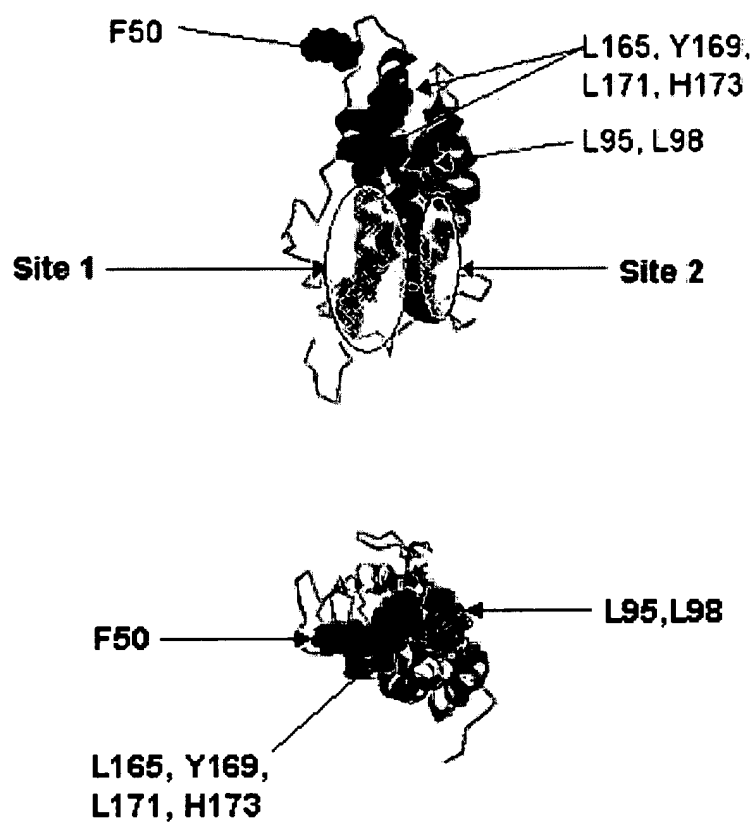 F50
L165, Y169,
L171, H173
L95, L98
Site 1
Site 2
F50
L95,L98
L165, Y169,
L171, H173